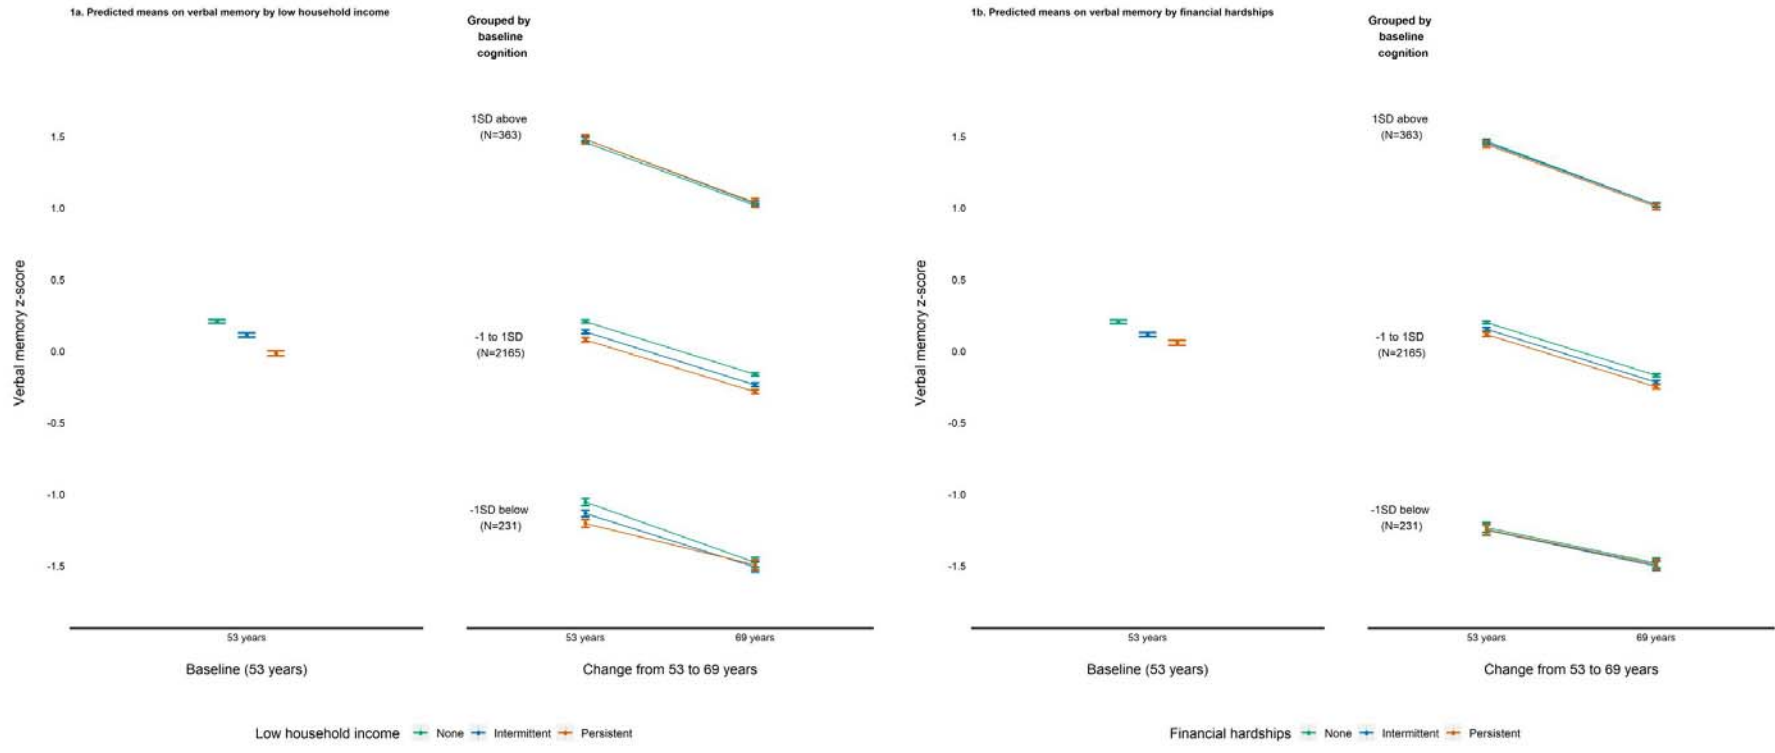 1a. Predicted means on verbal memory by low household income
Grouped by
baseline
cognition
Verbal memory z-score
1.5
1.0
0.5
0.0
-0.5
-1.0
-1.5
1SD above
(N=363)
-1 to 1SD
(N=2165)
-1SD below
(N=231)
53 years
53 years
69 years
Baseline (53 years)
Change from 53 to 69 years
Low household income None Intermittent Persistent
1b. Predicted means on verbal memory by financial hardships
Grouped by
baseline
cognition
Verbal memory z-score
1.5
1.0
0.5
0.0
-0.5
-1.0
-1.5
1SD above
(N=363)
-1 to 1SD
(N=2165)
-1SD below
(N=231)
53 years
53 years
69 years
Baseline (53 years)
Change from 53 to 69 years
Financial hardships None Intermittent Persistent